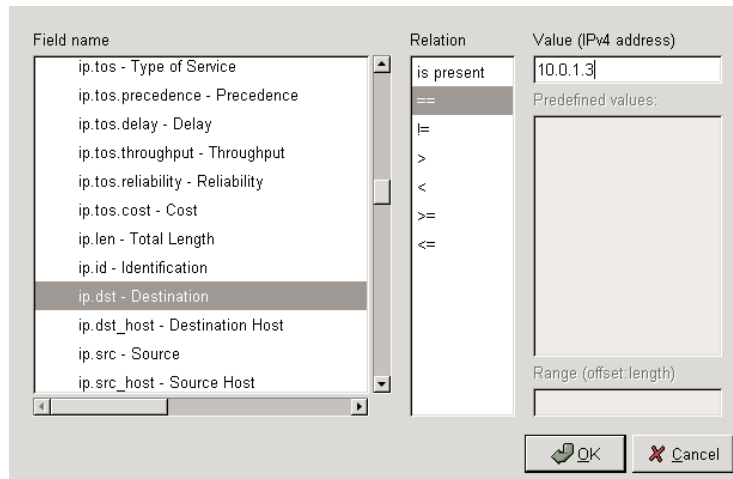 Field name
ip.tos - Type of Service
ip.tos.precedence - Precedence
ip.tos.delay - Delay
ip.tos.throughput - Throughput
ip.tos.reliability - Reliability
ip.tos.cost - Cost
ip.len - Total Length
ip.id - Identification
ip.dst - Destination
ip.dst_host - Destination Host
ip.src - Source
ip.src_host - Source Host
Relation
is present
==
!=
>
<
>=
<=
Value (IPv4 address)
10.0.1.3
Predefined values:
Range (offset:length)
OK
Cancel